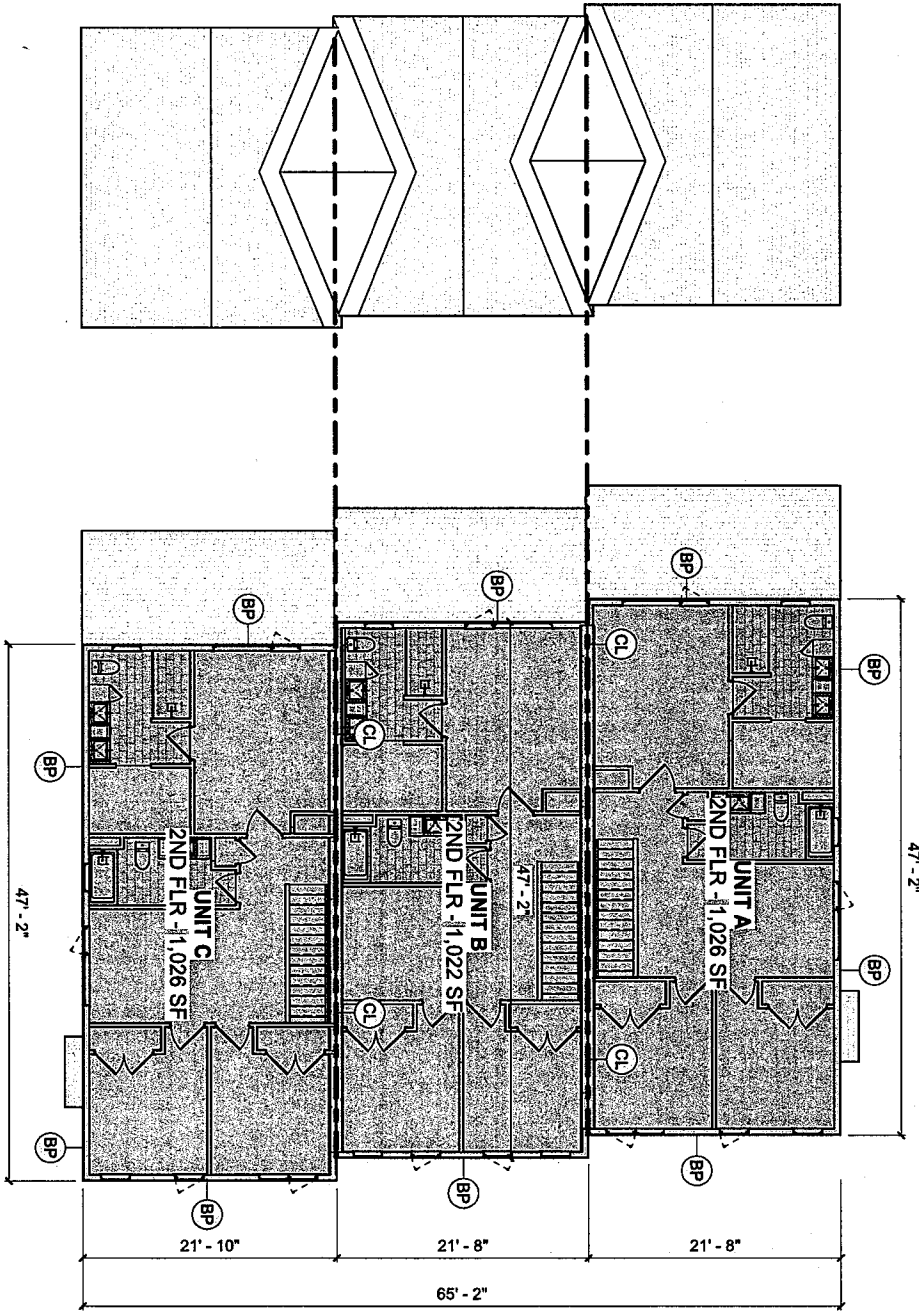 BP
BP
CL
BP
BP
BP
CL
BP
UNIT A
2ND FLR - 1,026 SF
47' - 2"
UNIT B
2ND FLR - 1,022 SF
47' - 2"
UNIT C
2ND FLR - 1,026 SF
47' - 2"
BP
CL
CL
BP
BP
BP
BP
21' - 10"
21' - 8"
21' - 8"
65' - 2"